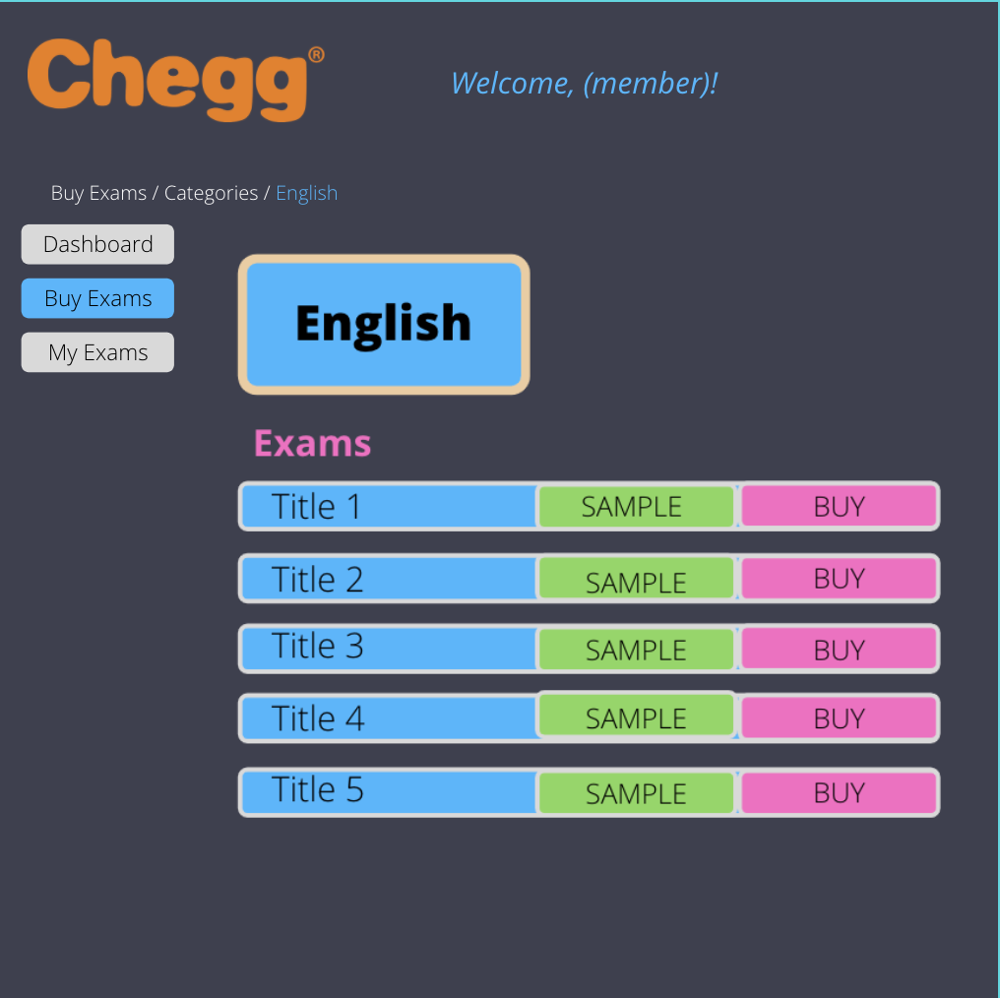 Chegg®
Welcome, (member)!
Buy Exams / Categories / English
Dashboard
Buy Exams
My Exams
English
Exams
Title 1 SAMPLE BUY
Title 2 SAMPLE BUY
Title 3 SAMPLE BUY
Title 4 SAMPLE BUY
Title 5 SAMPLE BUY